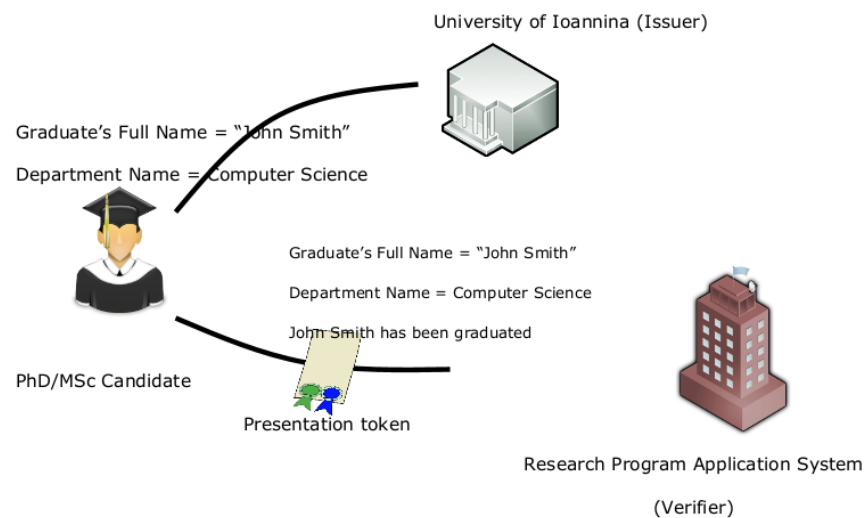 University of Ioannina (Issuer)
Graduate's Full Name = “John Smith”
Department Name = Computer Science
Graduate's Full Name = “John Smith”
Department Name = Computer Science
John Smith has been graduated
PhD/MSc Candidate
Presentation token
Research Program Application System
(Verifier)